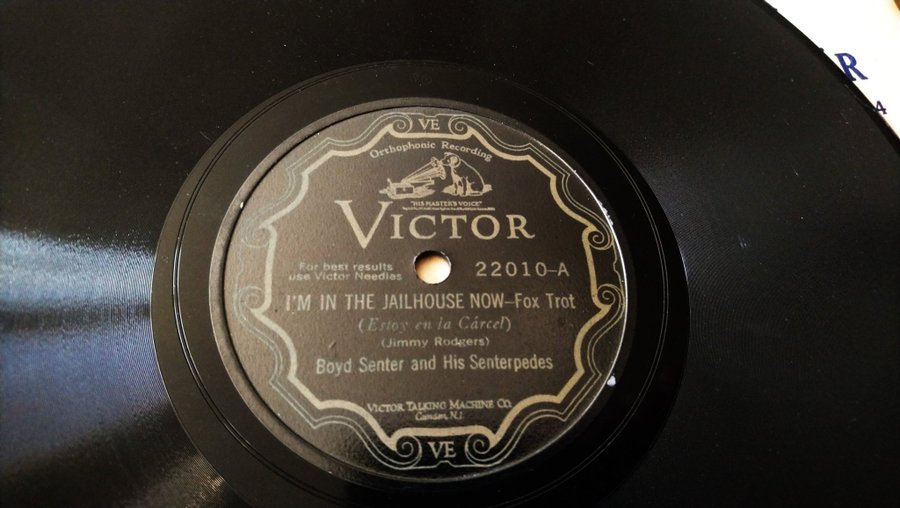 R
4
VE
Orthophonic Recording
"HIS MASTER'S VOICE"
VICTOR
For best results
use Victor Needles
22010-A
I'M IN THE JAILHOUSE NOW-Fox Trot
(Estoy en la Cárcel)
(Jimmy Rodgers)
Boyd Senter and His Senterpedes
VICTOR TALKING MACHINE CO.
Camden, N.J.
VE